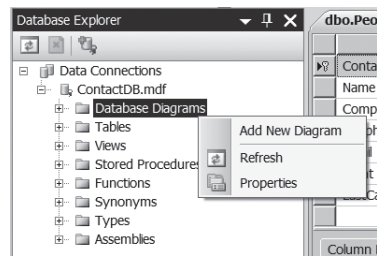 Database Explorer
dbo.Peo
Data Connections
ContactDB.mdf
Database Diagrams
Tables
Views
Stored Procedures
Functions
Synonyms
Types
Assemblies
Add New Diagram
Refresh
Properties
Conta
Name
Comp
Column